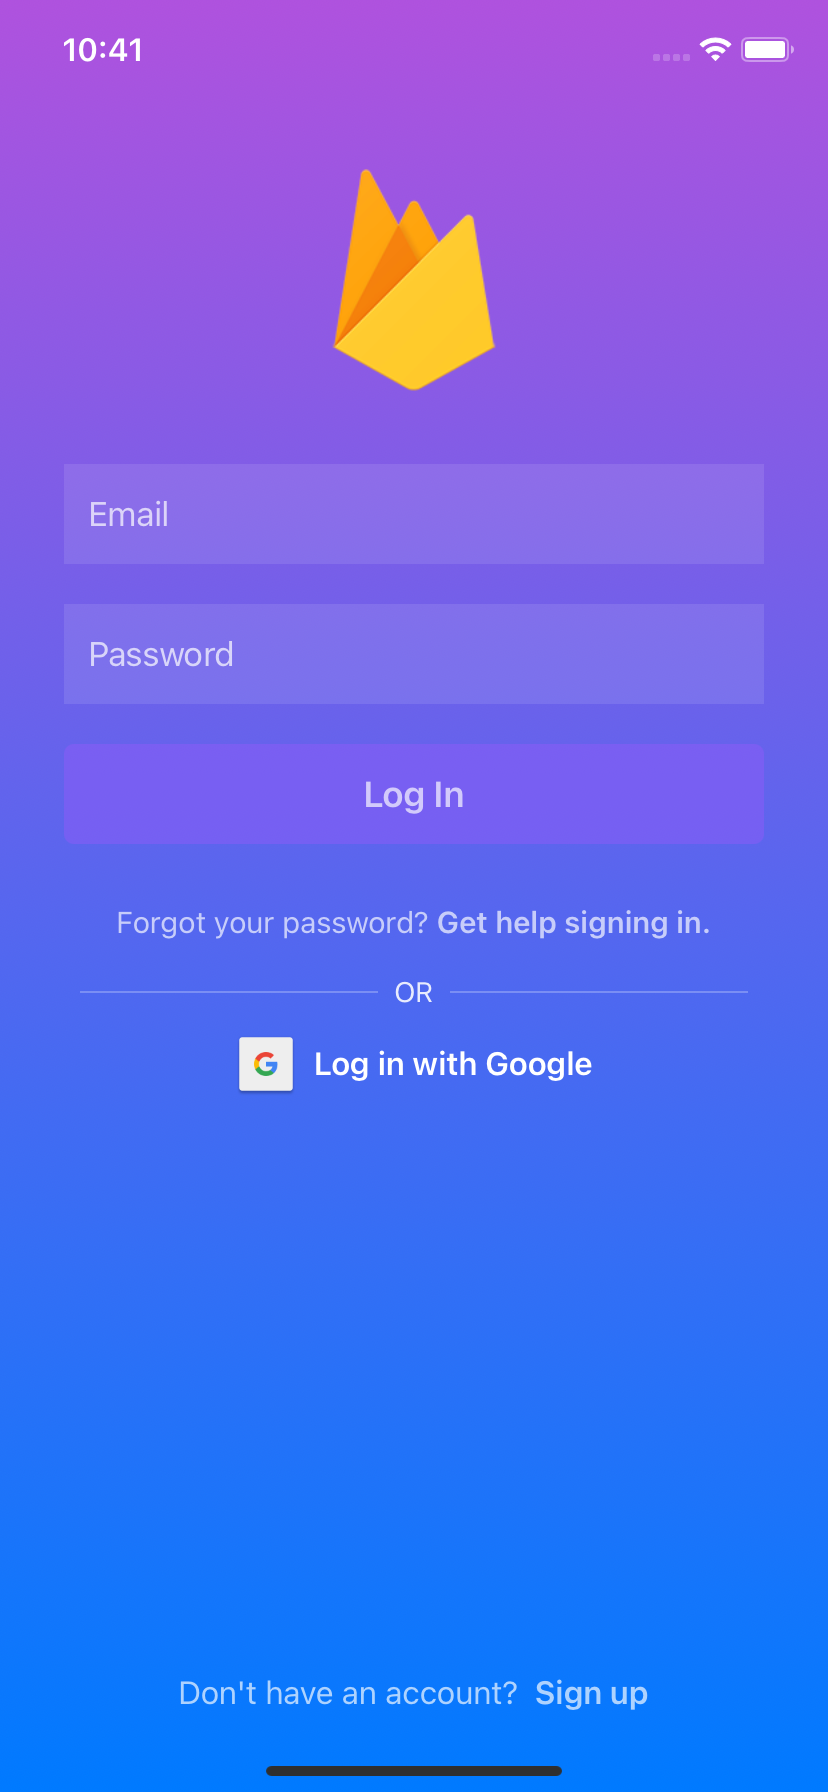 10:41
Email
Password
Log In
Forgot your password? Get help signing in.
OR
Log in with Google
Don't have an account? Sign up